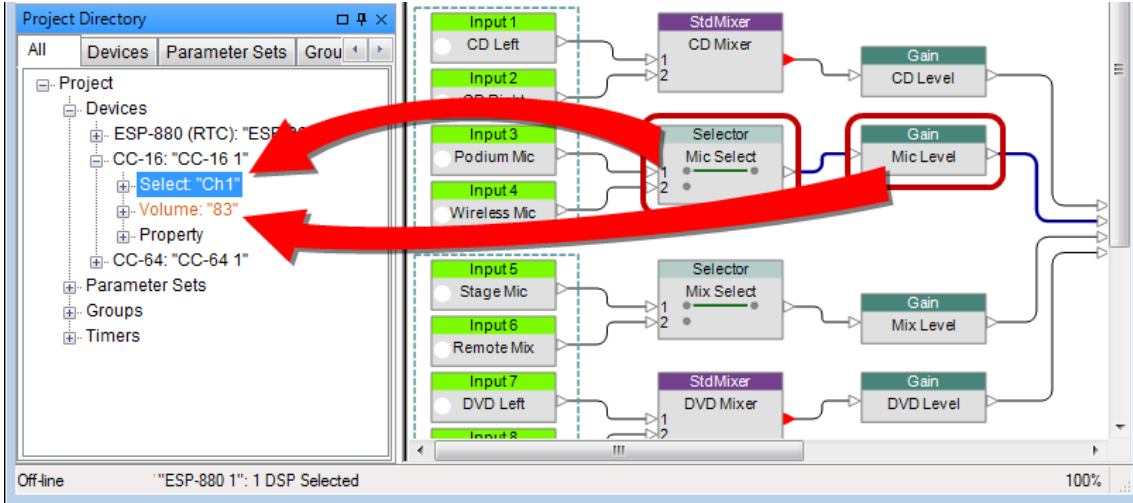 Project Directory
All Devices Parameter Sets Grou
Project
Devices
ESP-880 (RTC): "ESP-
CC-16: "CC-16 1"
Select: "Ch1"
Volume: "83"
Property
CC-64: "CC-64 1"
Parameter Sets
Groups
Timers
Input 1
CD Left
Input 2
CD Right
Input 3
Podium Mic
Input 4
Wireless Mic
Input 5
Stage Mic
Input 6
Remote Mix
Input 7
DVD Left
Input 8
StdMixer
CD Mixer
1
2
Selector
Mic Select
1
2
Selector
Mix Select
1
2
StdMixer
DVD Mixer
1
2
Gain
CD Level
Gain
Mic Level
Gain
Mix Level
Gain
DVD Level
Off-line "ESP-880 1": 1 DSP Selected 100%